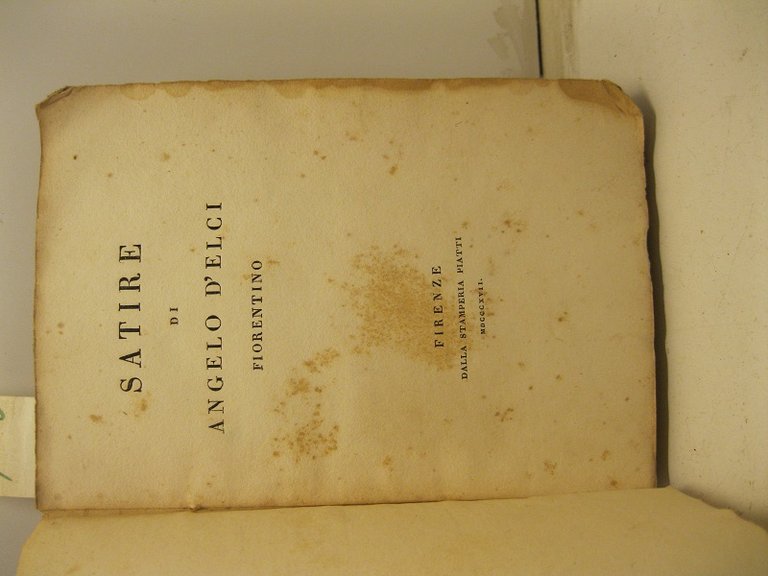 SATIRE
DI
ANGELO D'ELCI
FIORENTINO
FIRENZE
DALLA STAMPERIA PIATTI
MDCCCXVII.